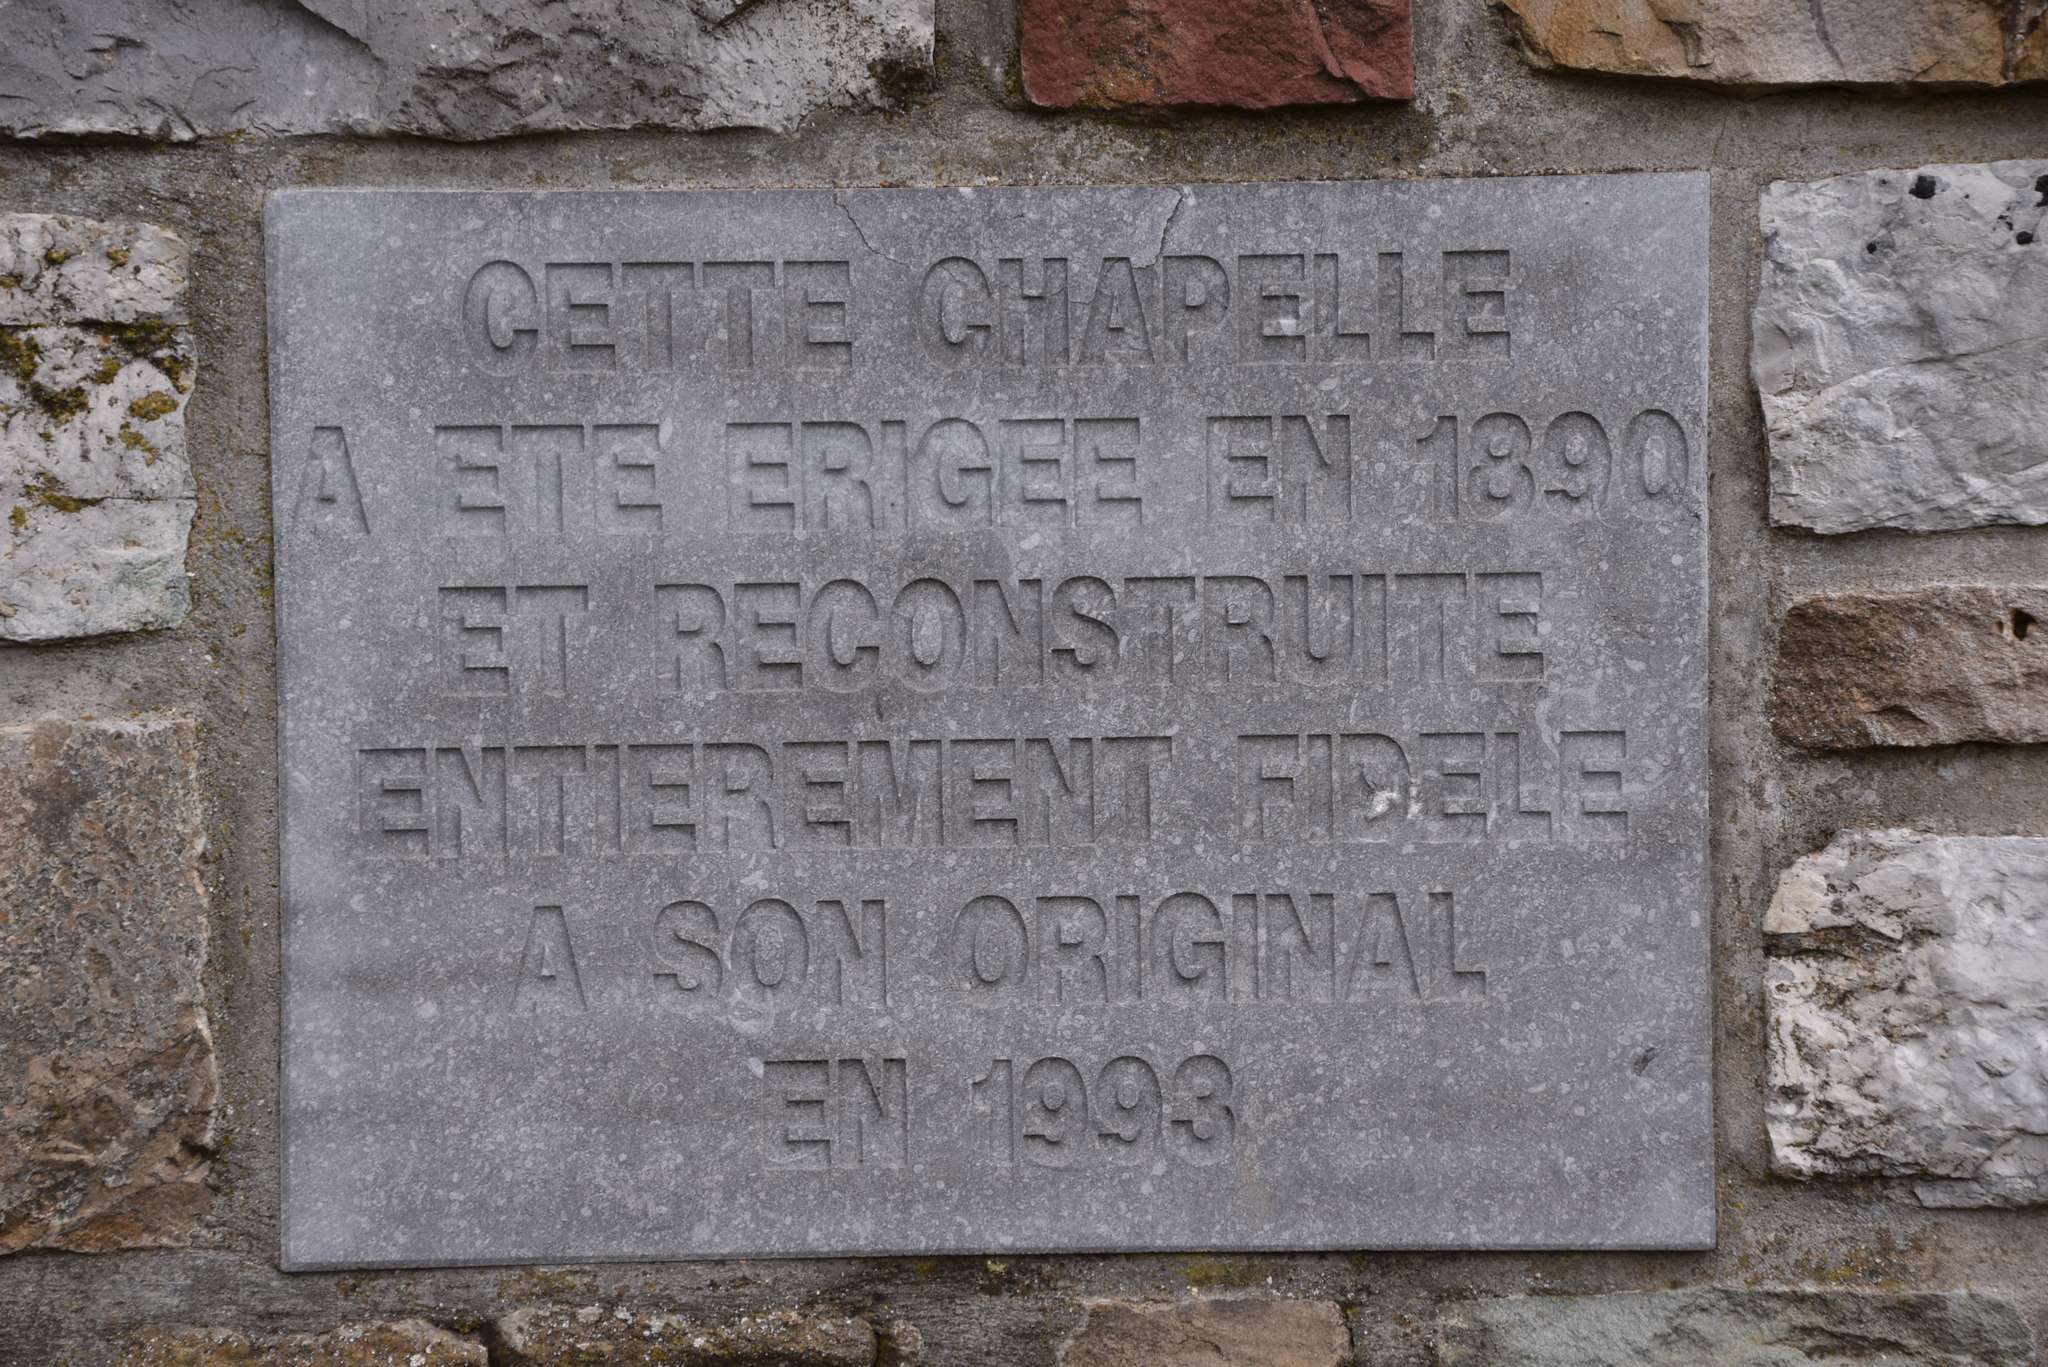 CETTE CHAPELLE
A ETE ERIGEE EN 1890
ET RECONSTRUITE
ENTIEREMENT FIDELE
A SON ORIGINAL
EN 1993